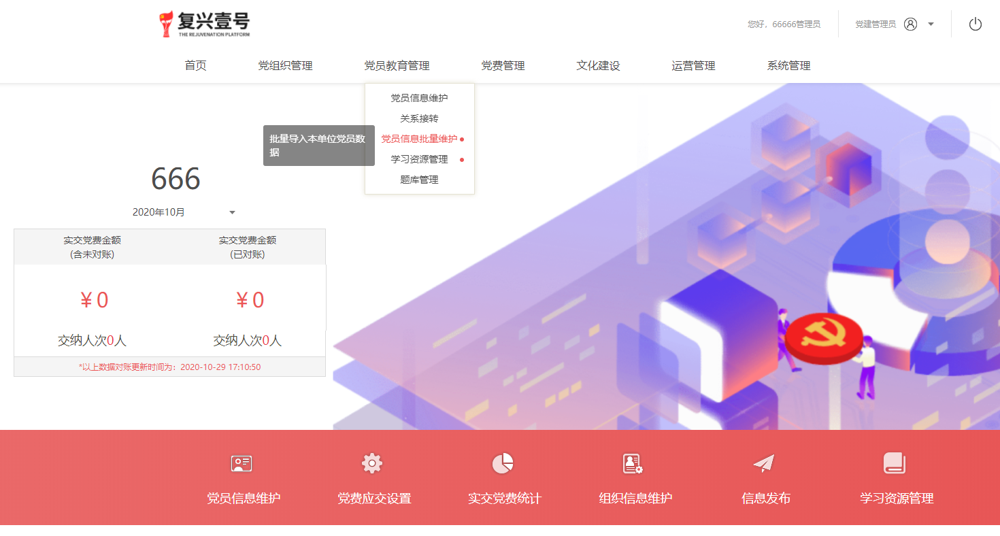 复兴壹号
THE REJUVENATION PLATFORM
您好，66666管理员
党建管理员
首页 党组织管理 党员教育管理 党费管理 文化建设 运营管理 系统管理
党员信息维护
关系接转
党员信息批量维护
学习资源管理
题库管理
批量导入本单位党员数
据
666
2020年10月
实交党费金额 实交党费金额
(含未对账) (已对账)
¥ 0 ¥ 0
交纳人次0人 交纳人次0人
*以上数据对账更新时间为：2020-10-29 17:10:50
党员信息维护 党费应交设置 实交党费统计 组织信息维护 信息发布 学习资源管理